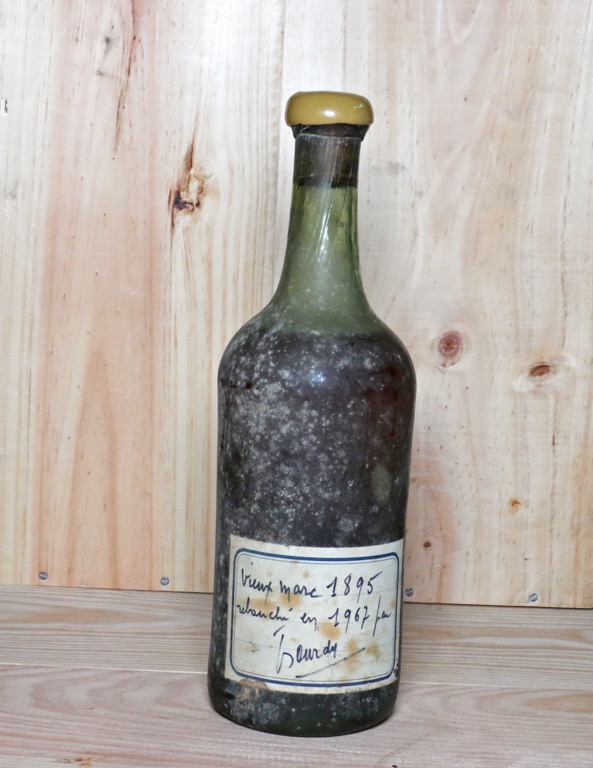 Vieux marc 1895
rebouché en 1967 par
Bourdy